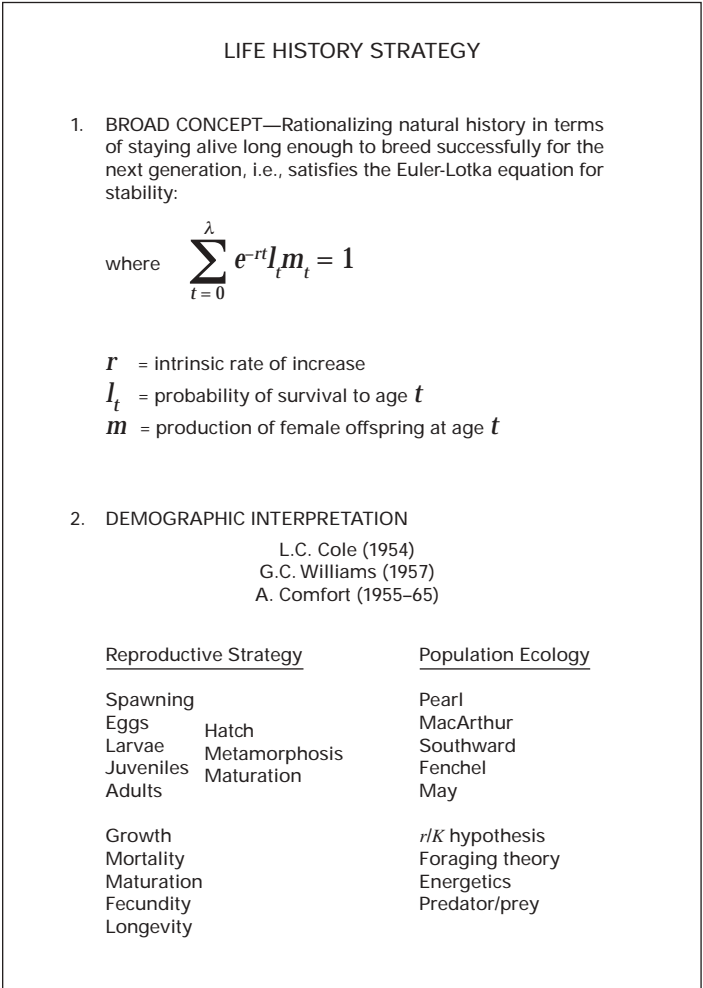 LIFE HISTORY STRATEGY
1. BROAD CONCEPT—Rationalizing natural history in terms
of staying alive long enough to breed successfully for the
next generation, i.e., satisfies the Euler-Lotka equation for
stability:
where λ∑t = 0 e⁻ʳᵗlₜmₜ = 1
r = intrinsic rate of increase
lₜ = probability of survival to age t
m = production of female offspring at age t
2. DEMOGRAPHIC INTERPRETATION
L.C. Cole (1954)
G.C. Williams (1957)
A. Comfort (1955–65)
Reproductive Strategy
Spawning
Eggs
Larvae
Juveniles
Adults
Hatch
Metamorphosis
Maturation
Growth
Mortality
Maturation
Fecundity
Longevity
Population Ecology
Pearl
MacArthur
Southward
Fenchel
May
r/K hypothesis
Foraging theory
Energetics
Predator/prey